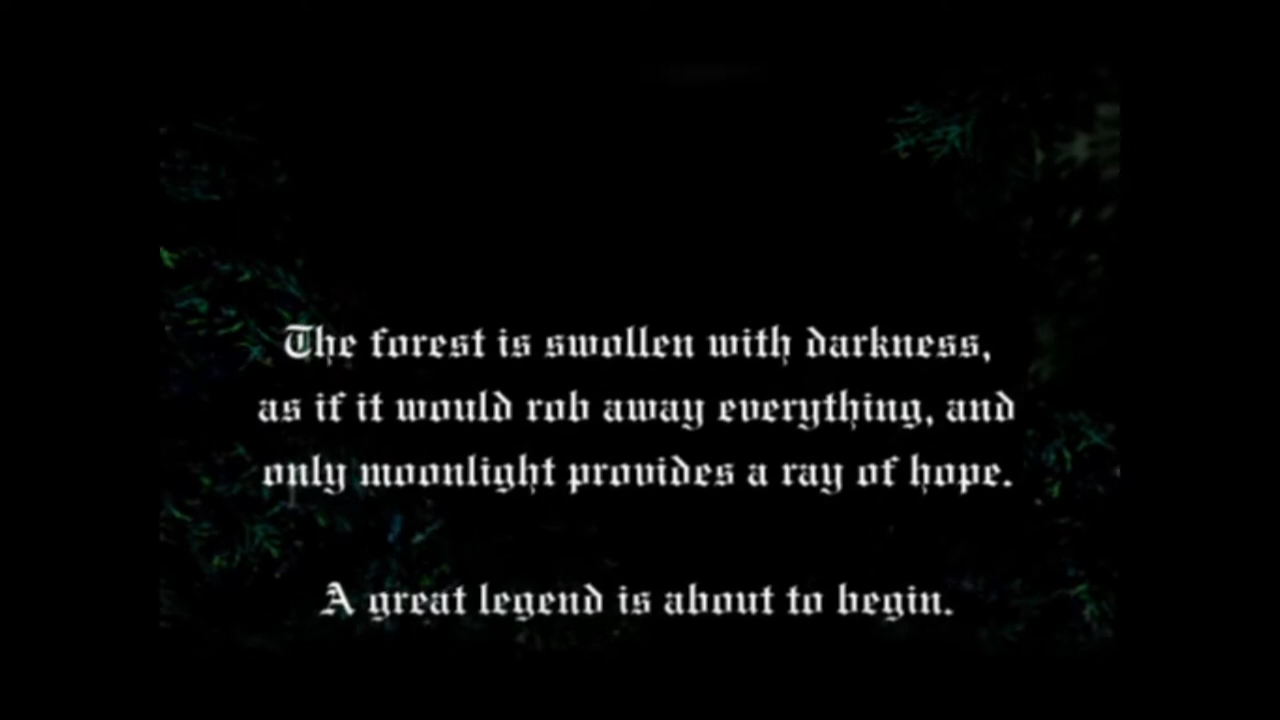 The forest is swollen with darkness,
as if it would rob away everything, and
only moonlight provides a ray of hope.
A great legend is about to begin.